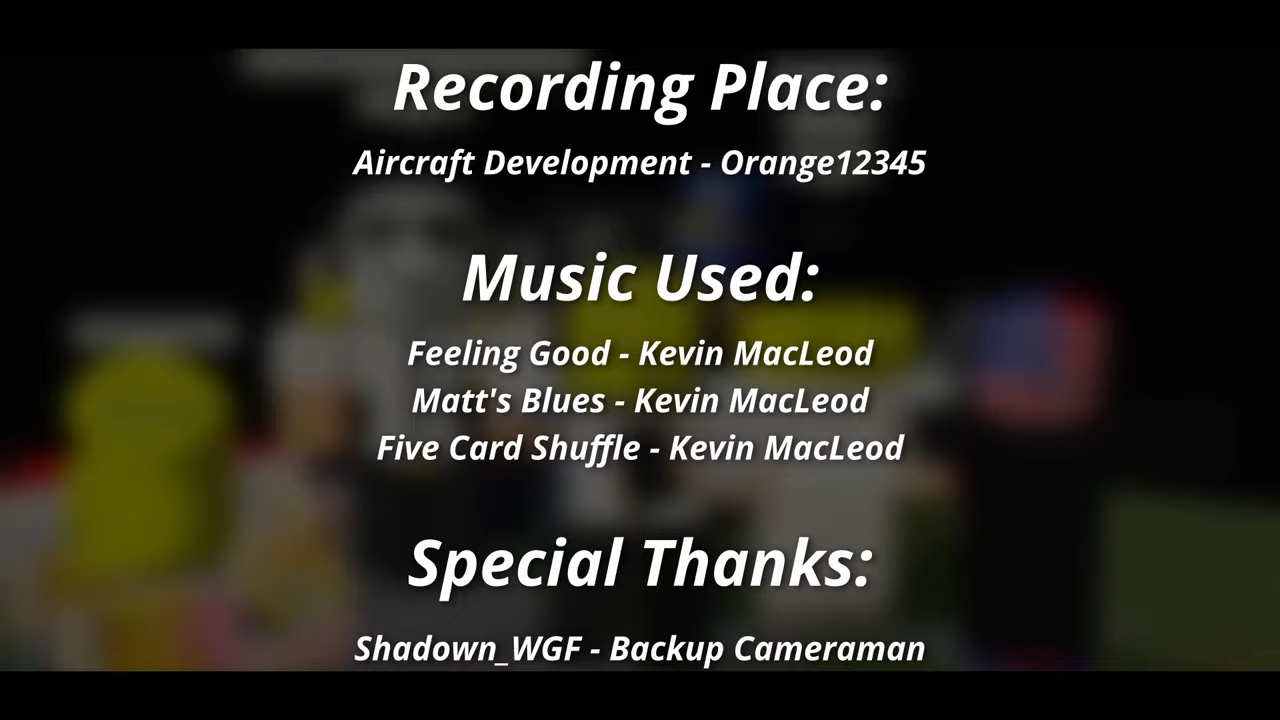 Recording Place:
Aircraft Development - Orange12345
Music Used:
Feeling Good - Kevin MacLeod
Matt's Blues - Kevin MacLeod
Five Card Shuffle - Kevin MacLeod
Special Thanks:
Shadown_WGF - Backup Cameraman